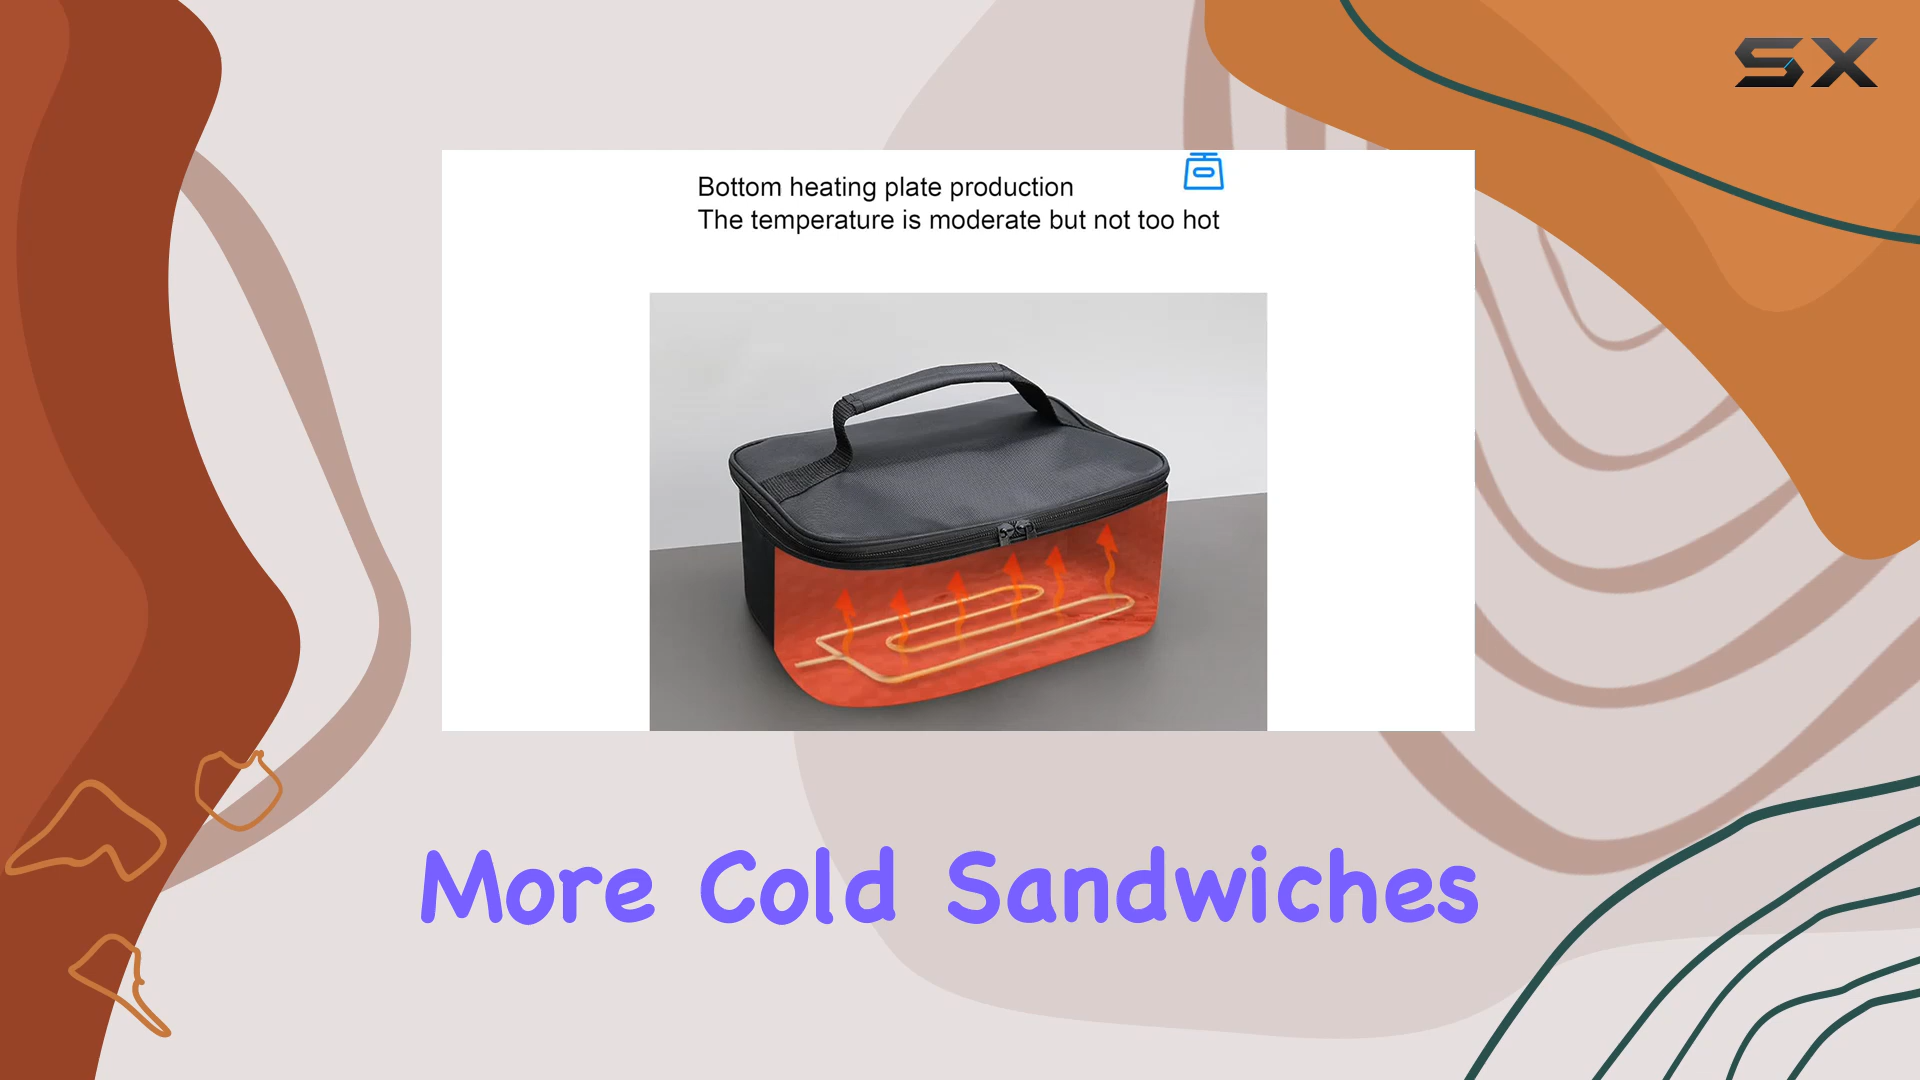 SX
Bottom heating plate production
The temperature is moderate but not too hot
More Cold Sandwiches